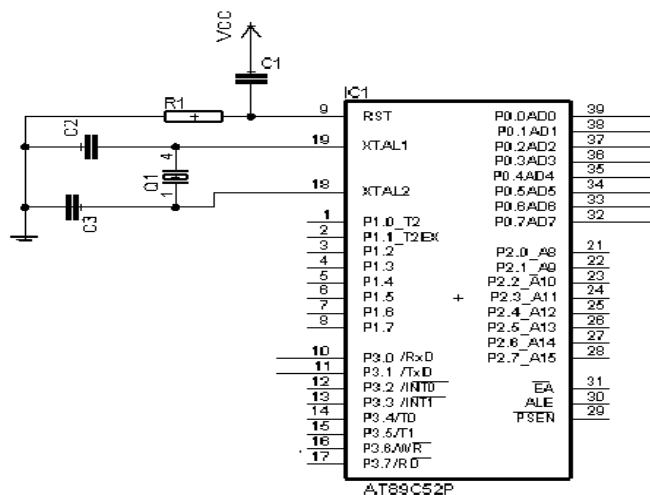 VCC
C1
IC1
R1
9 RST P0.0AD0 39
P0.1AD1 38
C2
19 XTAL1 P0.2AD2 37
P0.3AD3 36
4
Q1
P0.4AD4 35
1
18 XTAL2 P0.5AD5 34
P0.6AD6 33
C3
1 P1.0_T2 P0.7AD7 32
2 P1.1_T2EX
3 P1.2 P2.0_A8 21
4 P1.3 P2.1_A9 22
5 P1.4 P2.2_A10 23
6 P1.5 P2.3_A11 24
7 P1.6 P2.4_A12 25
8 P1.7 P2.5_A13 26
P2.6_A14 27
10 P3.0/RxD P2.7_A15 28
11 P3.1/TxD
12 P3.2/INT0 EA 31
13 P3.3/INT1 ALE 30
14 P3.4/T0 PSEN 29
15 P3.5/T1
16 P3.6/WR
17 P3.7/RD
AT89C52P